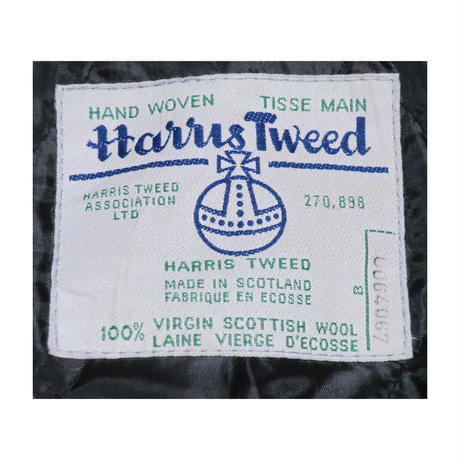 HAND WOVEN TISSE MAIN
Harris Tweed
HARRIS TWEED
ASSOCIATION
LTD
270,898
HARRIS TWEED
MADE IN SCOTLAND
FABRIQUE EN ECOSSE
B
6064067
100% VIRGIN SCOTTISH WOOL
LAINE VIERGE D'ECOSSE